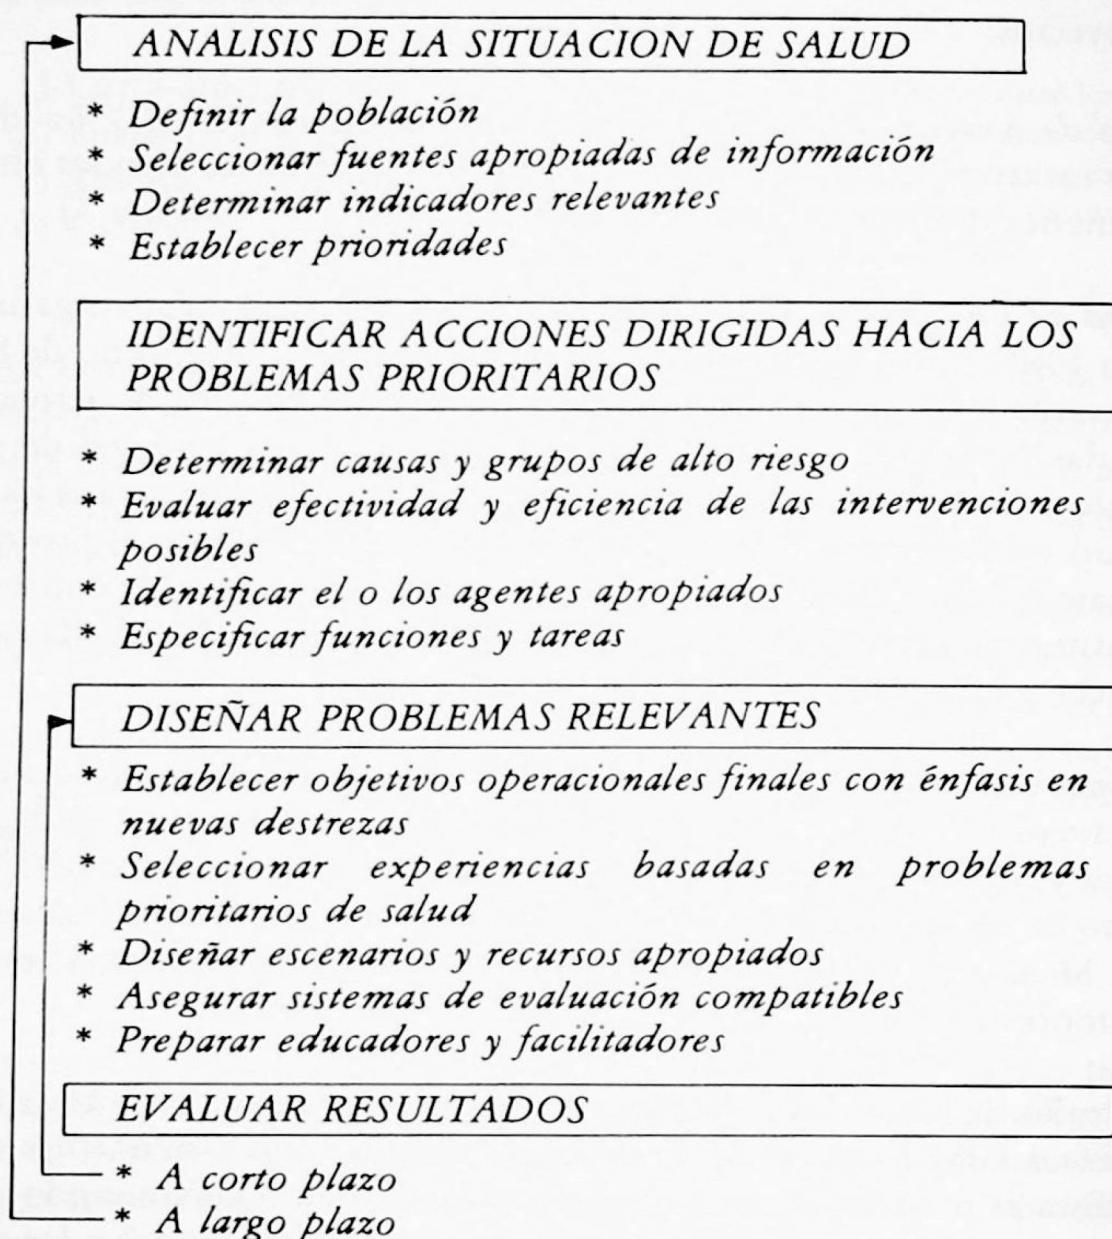 ANALISIS DE LA SITUACION DE SALUD
* Definir la población
* Seleccionar fuentes apropiadas de información
* Determinar indicadores relevantes
* Establecer prioridades
IDENTIFICAR ACCIONES DIRIGIDAS HACIA LOS
PROBLEMAS PRIORITARIOS
* Determinar causas y grupos de alto riesgo
* Evaluar efectividad y eficiencia de las intervenciones
posibles
* Identificar el o los agentes apropiados
* Especificar funciones y tareas
DISEÑAR PROBLEMAS RELEVANTES
* Establecer objetivos operacionales finales con énfasis en
nuevas destrezas
* Seleccionar experiencias basadas en problemas
prioritarios de salud
* Diseñar escenarios y recursos apropiados
* Asegurar sistemas de evaluación compatibles
* Preparar educadores y facilitadores
EVALUAR RESULTADOS
* A corto plazo
* A largo plazo